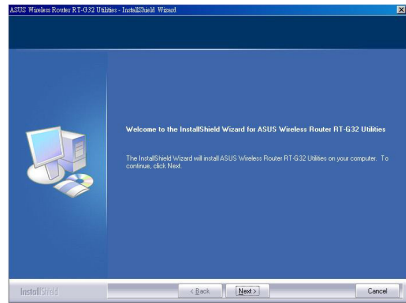 ASUS Wireless Router RT-G32 Utilities - InstallShield Wizard
Welcome to the InstallShield Wizard for ASUS Wireless Router RT-G32 Utilities
The InstallShield Wizard will install ASUS Wireless Router RT-G32 Utilities on your computer. To
continue, click Next.
InstallShield
< Back
Next >
Cancel